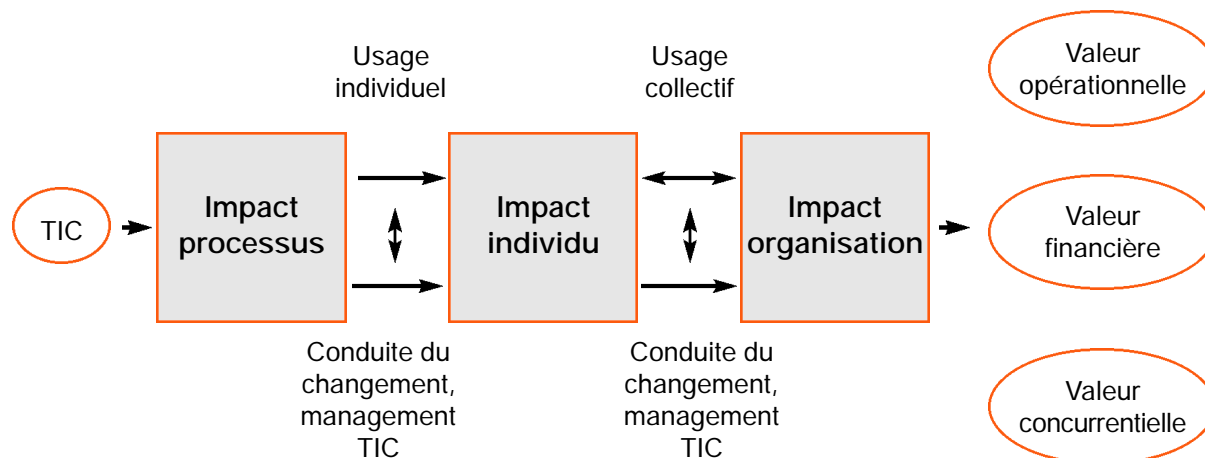 Usage
individuel
Usage
collectif
Valeur
opérationnelle
TIC
Impact
processus
Impact
individu
Impact
organisation
Valeur
financière
Conduite du
changement,
management
TIC
Conduite du
changement,
management
TIC
Valeur
concurrentielle